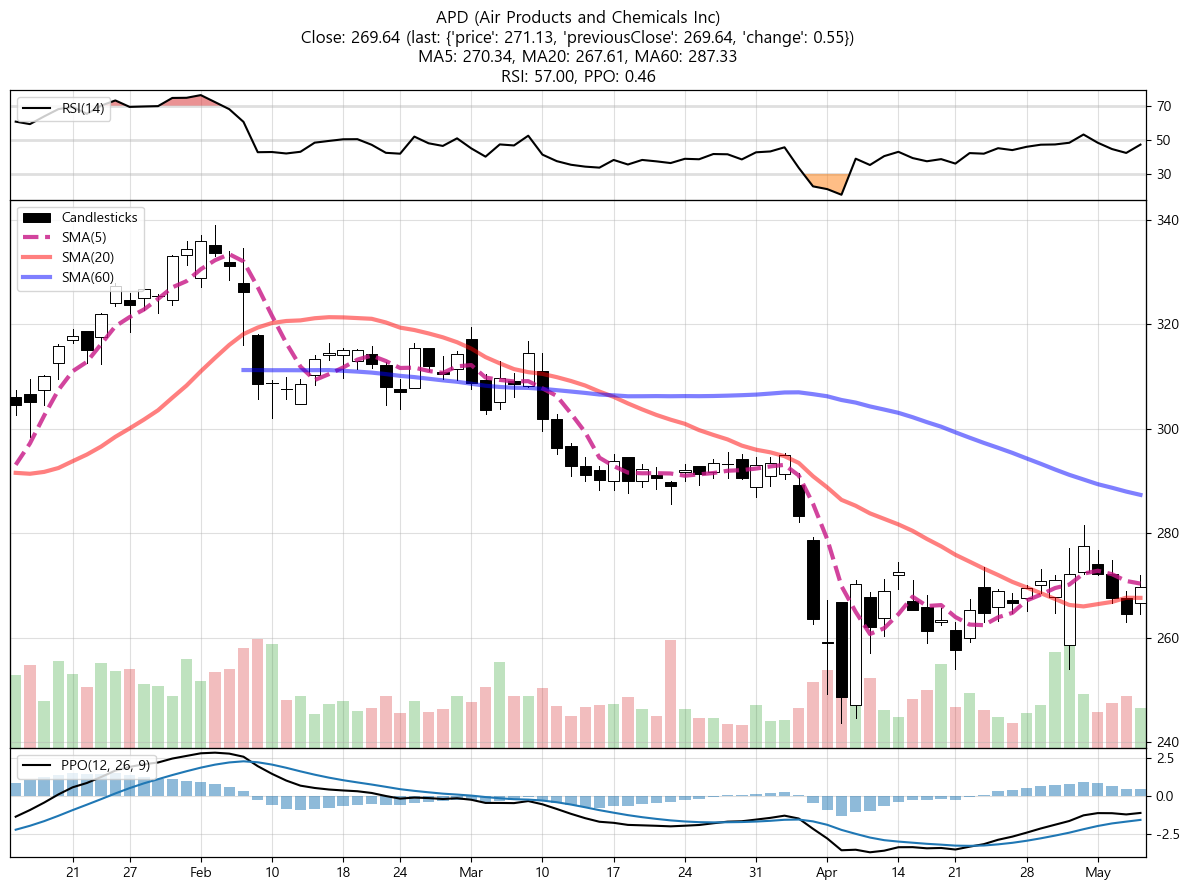 APD (Air Products and Chemicals Inc)
Close: 269.64 (last: {'price': 271.13, 'previousClose': 269.64, 'change': 0.55})
MA5: 270.34, MA20: 267.61, MA60: 287.33
RSI: 57.00, PPO: 0.46
RSI(14)
70
50
30
Candlesticks
SMA(5)
SMA(20)
SMA(60)
340
320
300
280
260
240
PPO(12, 26, 9)
2.5
0.0
-2.5
21 27 Feb 10 18 24 Mar 10 17 24 31 Apr 14 21 28 May